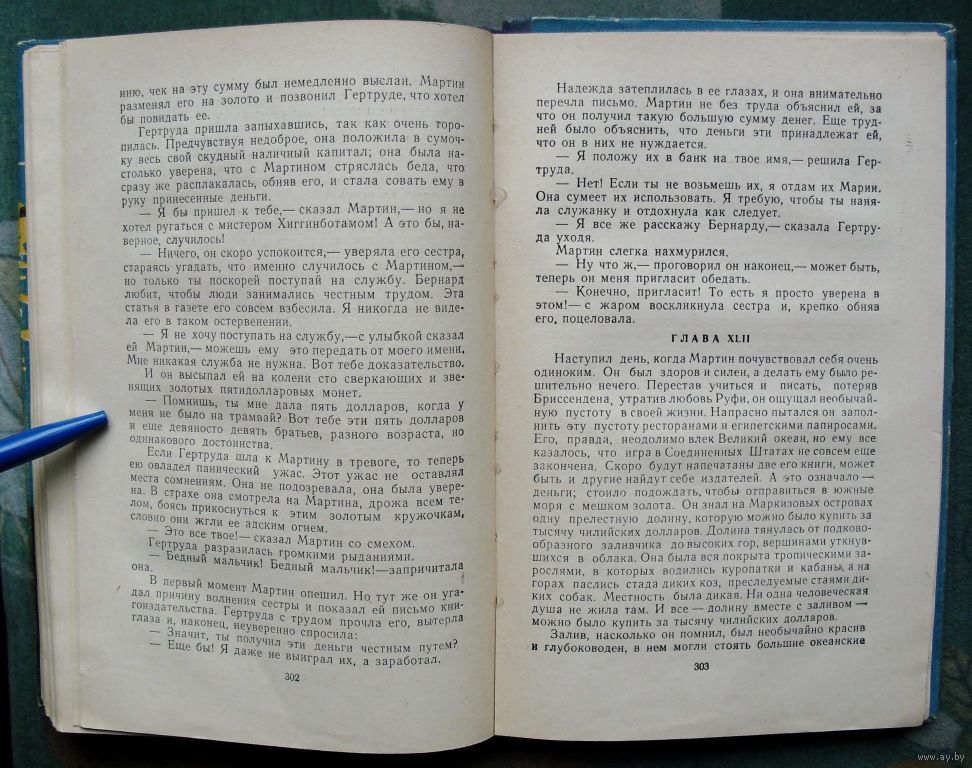 нию, чек на эту сумму был немедленно выслан. Мартин
разменял его на золото и позвонил Гертруде, что хотел
бы повидать ее.
Гертруда пришла запыхавшись, так как очень торо-
пилась. Предчувствуя недоброе, она положила в сумоч-
ку весь свой скудный наличный капитал; она была на-
столько уверена, что с Мартином стряслась беда, что
сразу же расплакалась, обняв его, и стала совать ему в
руку принесенные деньги.
— Я бы пришел к тебе,— сказал Мартин,— но я не
хотел ругаться с мистером Хиггинботамом! А это бы, на-
верное, случилось!
— Ничего, он скоро успокоится;— уверяла его сестра,
стараясь угадать, что именно случилось с Мартином,—
но только ты поскорей поступай на службу. Бернард
любит, чтобы люди занимались честным трудом. Эта
статья в газете его совсем взбесила. Я никогда не виде-
ла его в таком остервенении.
— Я не хочу поступать на службу,—с улыбкой сказал
ей Мартин,— можешь ему это передать от моего имени.
Мне никакая служба не нужна. Вот тебе доказательство.
И он высыпал ей на колени сто сверкающих и зве-
нящих золотых пятидолларовых монет.
— Помнишь, ты мне дала пять долларов, когда у
меня не было на трамвай? Вот тебе эти пять долларов
и еще девяносто девять братьев, разного возраста, но
одинакового достоинства.
Если Гертруда шла к Мартину в тревоге, то теперь
ею овладел панический ужас. Этот ужас не оставлял
места сомнениям. Она не подозревала, она была увере-
на. В страхе она смотрела на Мартина, дрожа всем те-
лом, боясь прикоснуться к этим золотым кружочкам,
словно они жгли ее адским огнем.
— Это все твое!— сказал Мартин со смехом.
Гертруда разразилась громкими рыданиями.
— Бедный мальчик! Бедный мальчик!—запричитала
она.
В первый момент Мартин опешил. Но тут же он уга-
дал причину волнения сестры и показал ей письмо кни-
гоиздательства. Гертруда с трудом прочла его, вытерла
глаза и, наконец, неуверенно спросила:
— Значит, ты получил эти деньги честным путем?
— Еще бы! Я даже не выиграл их, а заработал.
302
Надежда затеплилась в ее глазах, и она внимательно
перечла письмо. Мартин не без труда объяснил ей, за
что он получил такую большую сумму денег. Еще труд-
ней было объяснить, что деньги эти принадлежат ей,
что он в них не нуждается.
— Я положу их в банк на твое имя,— решила Гер-
труда.
— Нет! Если ты не возьмешь их, я отдам их Марии.
Она сумеет их использовать. Я требую, чтобы ты наня-
ла служанку и отдохнула как следует.
— Я все же расскажу Бернарду,— сказала Гертру-
да уходя.
Мартин слегка нахмурился.
— Ну что ж,— проговорил он наконец,— может быть,
теперь он меня пригласит обедать.
— Конечно, пригласит! То есть я просто уверена в
этом!— с жаром воскликнула сестра и, крепко обняв
его, поцеловала.
ГЛАВА XLII
Наступил день, когда Мартин почувствовал себя очень
одиноким. Он был здоров и силен, а делать ему было ре-
шительно нечего. Перестав учиться и писать, потеряв
Бриссендена, утратив любовь Руфи, он ощущал необычай-
ную пустоту в своей жизни. Напрасно пытался он запол-
нить эту пустоту ресторанами и египетскими папиросами.
Его, правда, неодолимо влек Великий океан, но ему все
казалось, что игра в Соединенных Штатах не совсем еще
закончена. Скоро будут напечатаны две его книги, может
быть и другие найдут себе издателей. А это означало —
деньги; стоило подождать, чтобы отправиться в южные
моря с мешком золота. Он знал на Маркизовых островах
одну прелестную долину, которую можно было купить за
тысячу чилийских долларов. Долина тянулась от подково-
образного заливчика до высоких гор, вершинами уткнув-
шихся в облака. Она была вся покрыта тропическими за-
рослями, в которых водились куропатки и кабаны, а на
горах паслись стада диких коз, преследуемые стаями ди-
ких собак. Местность была дикая. Ни одна человеческая
душа не жила там. И все — долину вместе с заливом —
можно было купить за тысячу чилийских долларов.
Залив, насколько он помнил, был необычайно красив
и глубоководен, в нем могли стоять большие океанские
303
www.ay.by